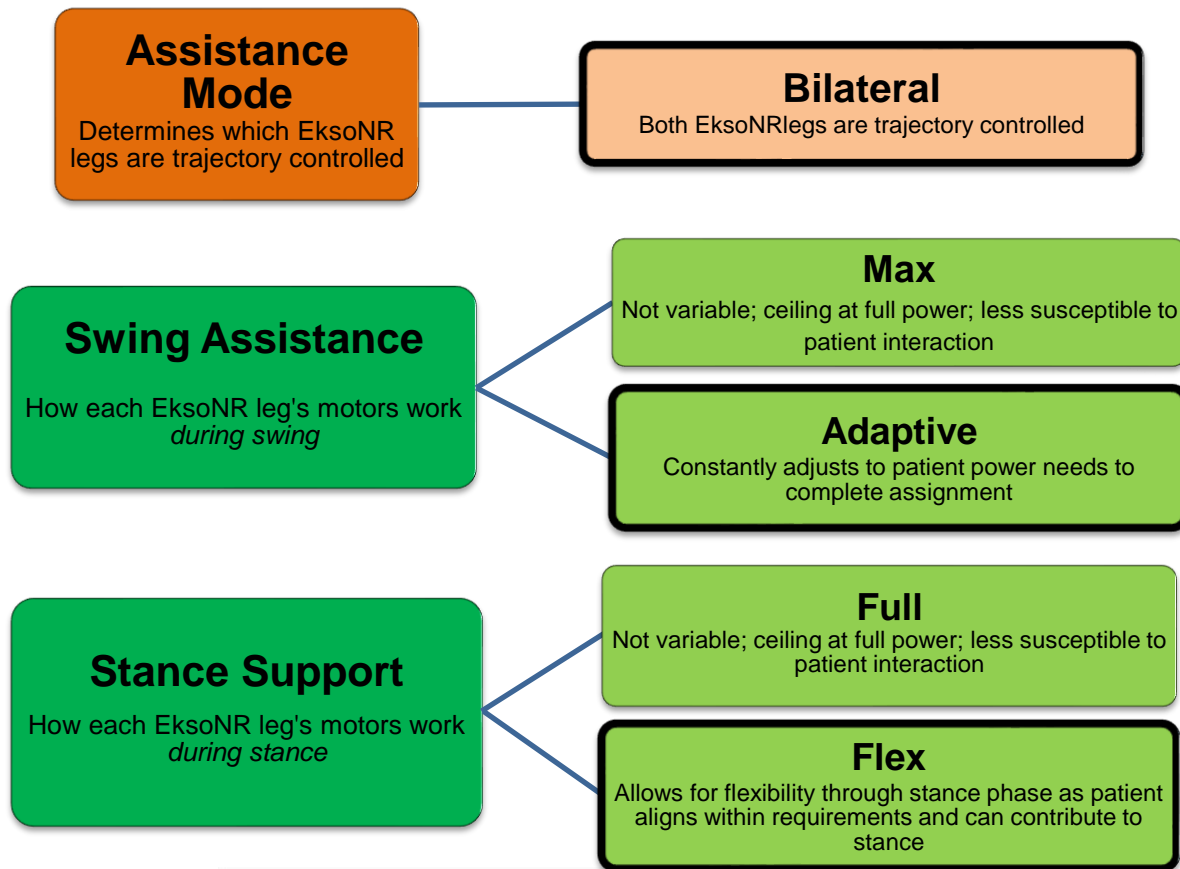 Assistance
Mode
Determines which EksoNR
legs are trajectory controlled
Bilateral
Both EksoNRlegs are trajectory controlled
Swing Assistance
How each EksoNR leg's motors work
during swing
Max
Not variable; ceiling at full power; less susceptible to
patient interaction
Adaptive
Constantly adjusts to patient power needs to
complete assignment
Stance Support
How each EksoNR leg's motors work
during stance
Full
Not variable; ceiling at full power; less susceptible to
patient interaction
Flex
Allows for flexibility through stance phase as patient
aligns within requirements and can contribute to
stance